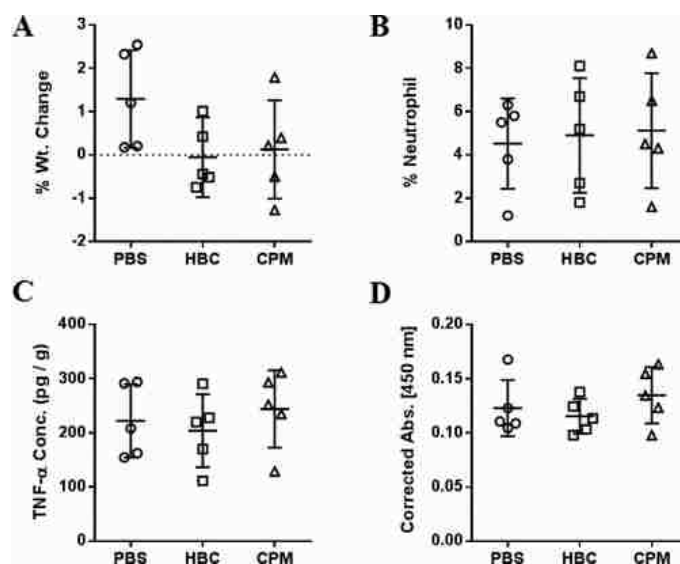 A
% Wt. Change
3
2
1
0
-1
-2
PBS HBC CPM
B
% Neutrophil
10
8
6
4
2
0
PBS HBC CPM
C
TNF-α Conc. (pg / g)
400
300
200
100
0
PBS HBC CPM
D
Corrected Abs. [450 nm]
0.20
0.15
0.10
0.05
0.00
PBS HBC CPM